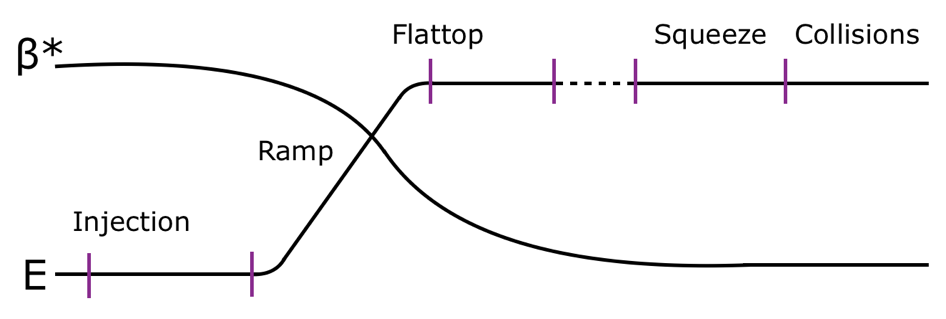 Flattop
Squeeze
Collisions
β*
Ramp
Injection
E